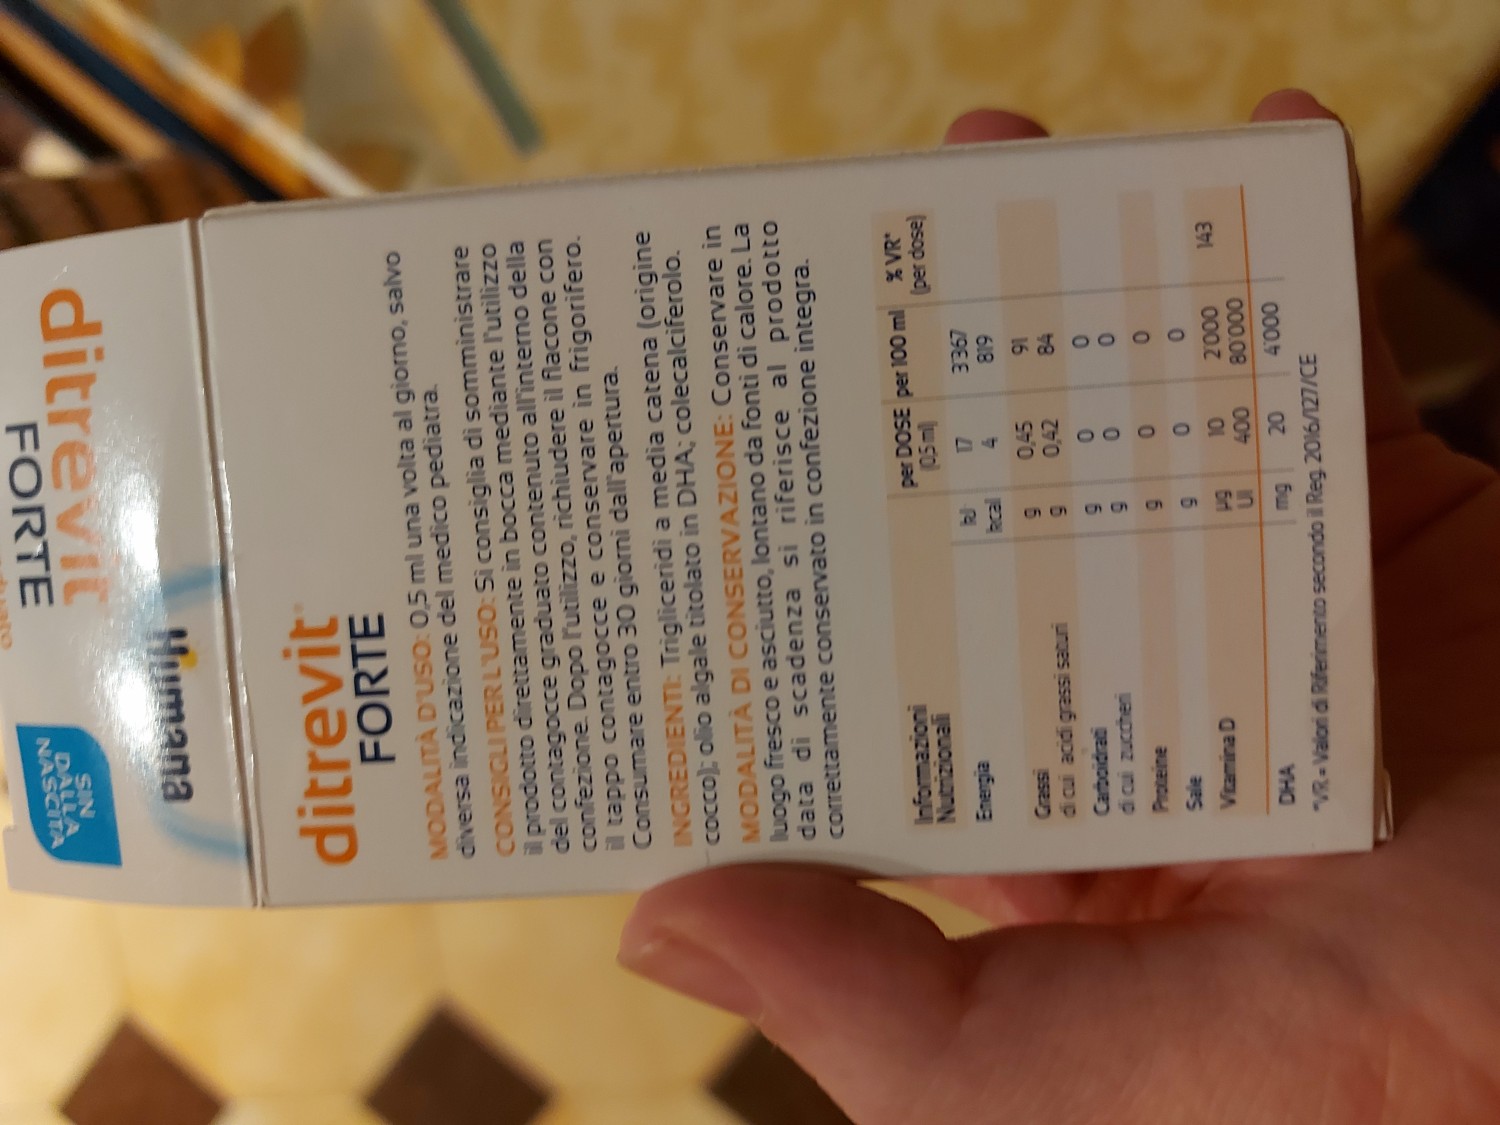 ditrevit
FORTE
humana
SIN
DALLA
NASCITA
ditrevit
FORTE
MODALITÀ D'USO: 0,5 ml una volta al giorno, salvo
diversa indicazione del medico pediatra.
CONSIGLI PER L'USO: Si consiglia di somministrare
il prodotto direttamente in bocca mediante l'utilizzo
del contagocce graduato contenuto all'interno della
confezione. Dopo l'utilizzo, richiudere il flacone con
il tappo contagocce e conservare in frigorifero.
Consumare entro 30 giorni dall'apertura.
INGREDIENTI: Trigliceridi a media catena (origine
cocco); olio algale titolato in DHA; colecalciferolo.
MODALITÀ DI CONSERVAZIONE: Conservare in
luogo fresco e asciutto, lontano da fonti di calore. La
data di scadenza si riferisce al prodotto
correttamente conservato in confezione integra.
Informazioni per DOSE per 100 ml % VR*
Nutrizionali (0,5 ml) (per dose)
Energia kJ 17 3'367
kcal 4 819
Grassi g 0,45 91
di cui acidi grassi saturi g 0,42 84
Carboidrati g 0 0
di cui zuccheri g 0 0
Proteine g 0 0
Sale g 0 0
Vitamina D µg 10 2'000 143
UI 400 80'000
DHA mg 20 4'000
*VR = Valori di Riferimento secondo il Reg. 2016/127/CE